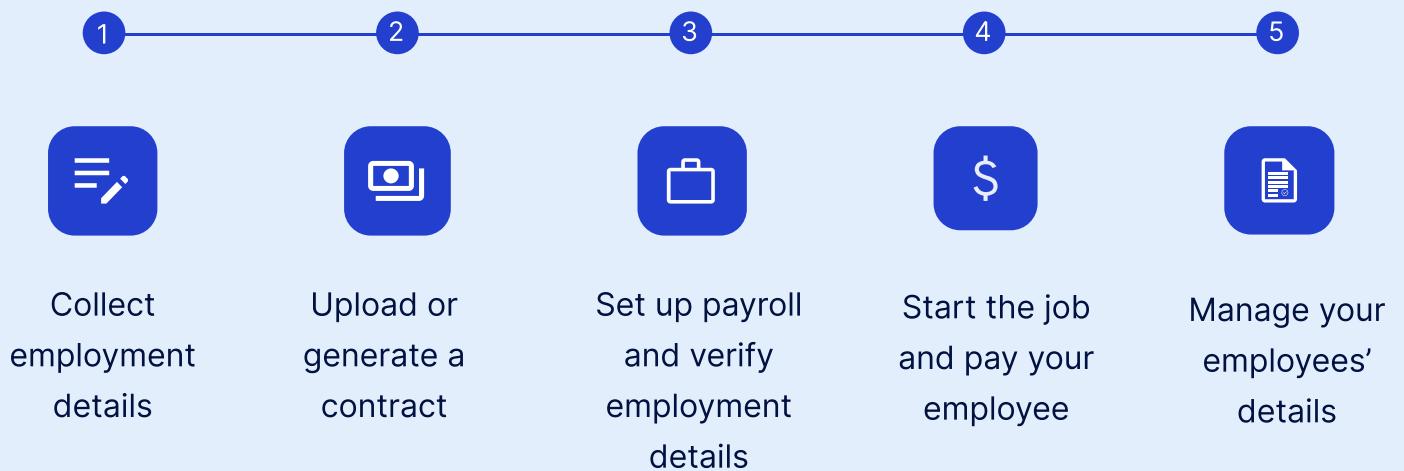 1
2
3
4
5
Collect
employment
details
Upload or
generate a
contract
Set up payroll
and verify
employment
details
Start the job
and pay your
employee
Manage your
employees’
details
$